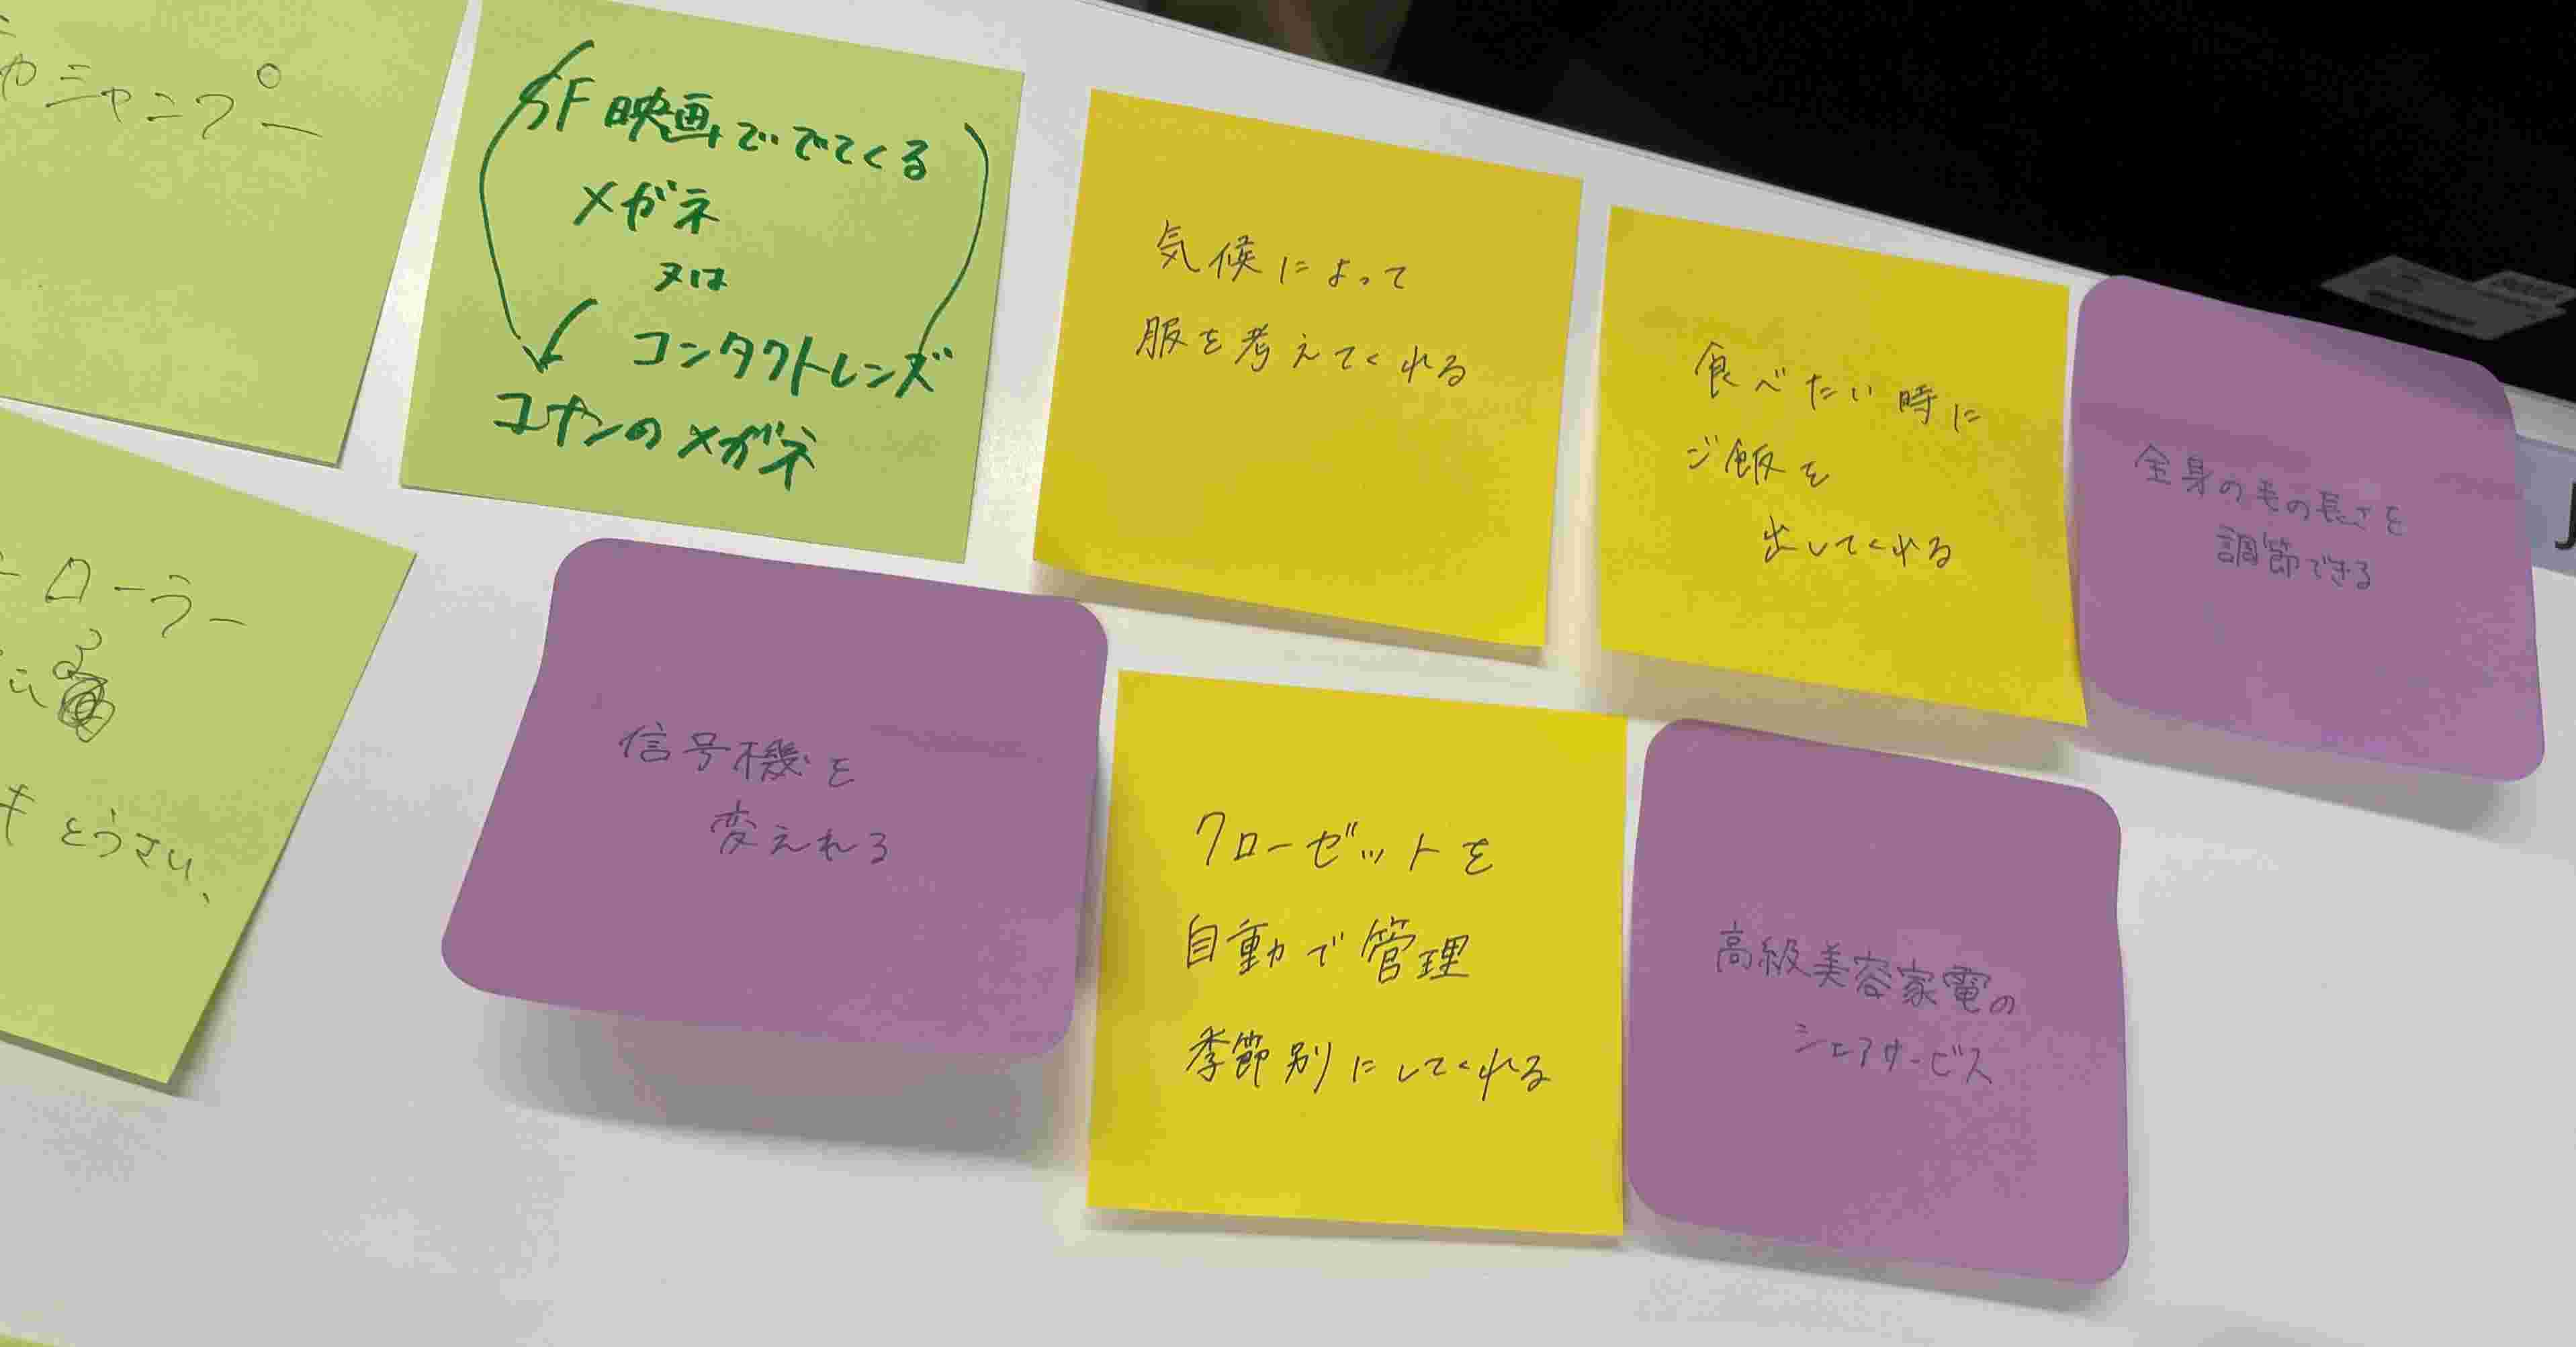 シャンプー
SF映画ででてくる
メガネ
又は
コンタクトレンズ
コナンのメガネ
気候によって
服を考えてくれる
食べたい時に
ご飯を
出してくれる
全身の毛の長さを
調節できる
ローラー
とうさい、
信号機を
変えれる
クローゼットを
自動で管理
季節別にしてくれる
高級美容家電の
シェアサービス